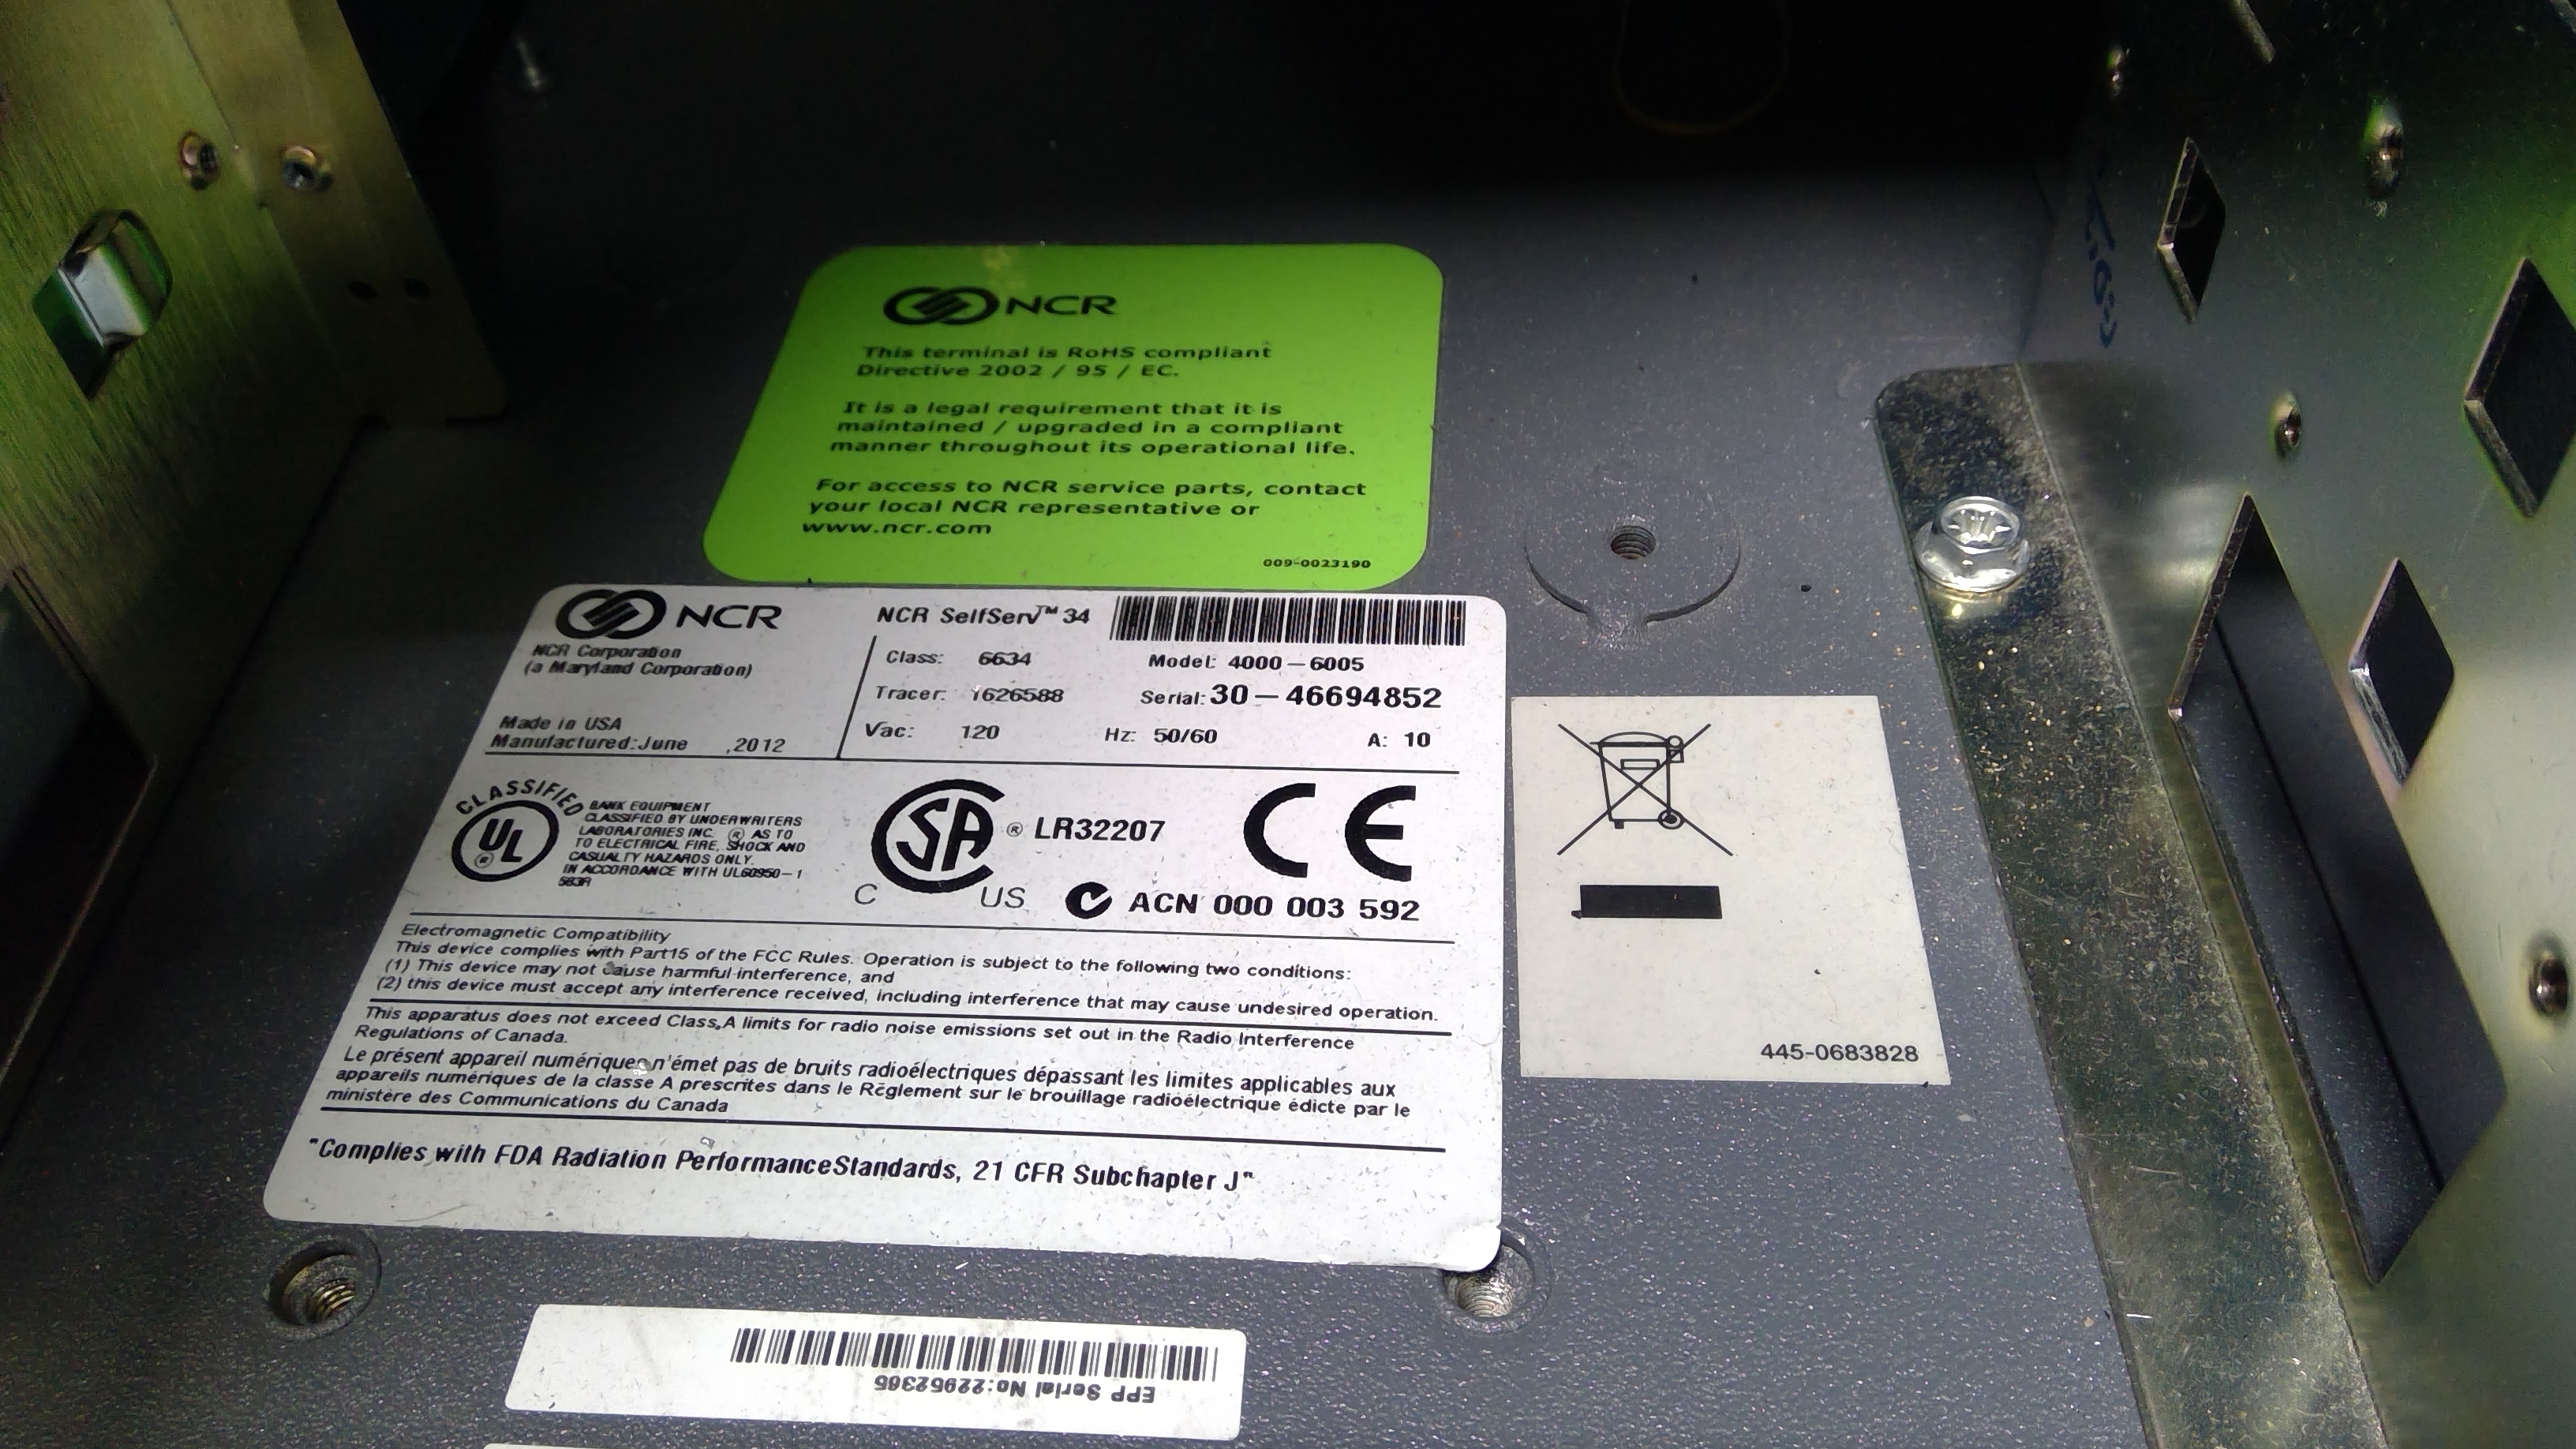 NCR
This terminal is RoHS compliant
Directive 2002 / 95 / EC.
It is a legal requirement that it is
maintained / upgraded in a compliant
manner throughout its operational life.
For access to NCR service parts, contact
your local NCR representative or
www.ncr.com
009-0023190
NCR
NCR Corporation
(a Maryland Corporation)
Made in USA
Manufactured: June ,2012
NCR SelfServ™ 34
Class: 6634
Model: 4000-6005
Tracer: 1626588
Serial: 30-46694852
Vac: 120
Hz: 50/60
A: 10
CLASSIFIED
UL ®
BANK EQUIPMENT
CLASSIFIED BY UNDERWRITERS
LABORATORIES INC. ® AS TO
TO ELECTRICAL FIRE, SHOCK AND
CASUALTY HAZARDS ONLY.
IN ACCORDANCE WITH UL60950-1
583A
SA ® LR32207
C US
CE
ACN 000 003 592
Electromagnetic Compatibility
This device complies with Part15 of the FCC Rules. Operation is subject to the following two conditions:
(1) This device may not cause harmful interference, and
(2) this device must accept any interference received, including interference that may cause undesired operation.
This apparatus does not exceed Class A limits for radio noise emissions set out in the Radio Interference
Regulations of Canada.
Le présent appareil numérique n'émet pas de bruits radioélectriques dépassant les limites applicables aux
appareils numériques de la classe A prescrites dans le Règlement sur le brouillage radioélectrique édicte par le
ministère des Communications du Canada
"Complies with FDA Radiation PerformanceStandards, 21 CFR Subchapter J"
445-0683828
EPP Serial No:22952365